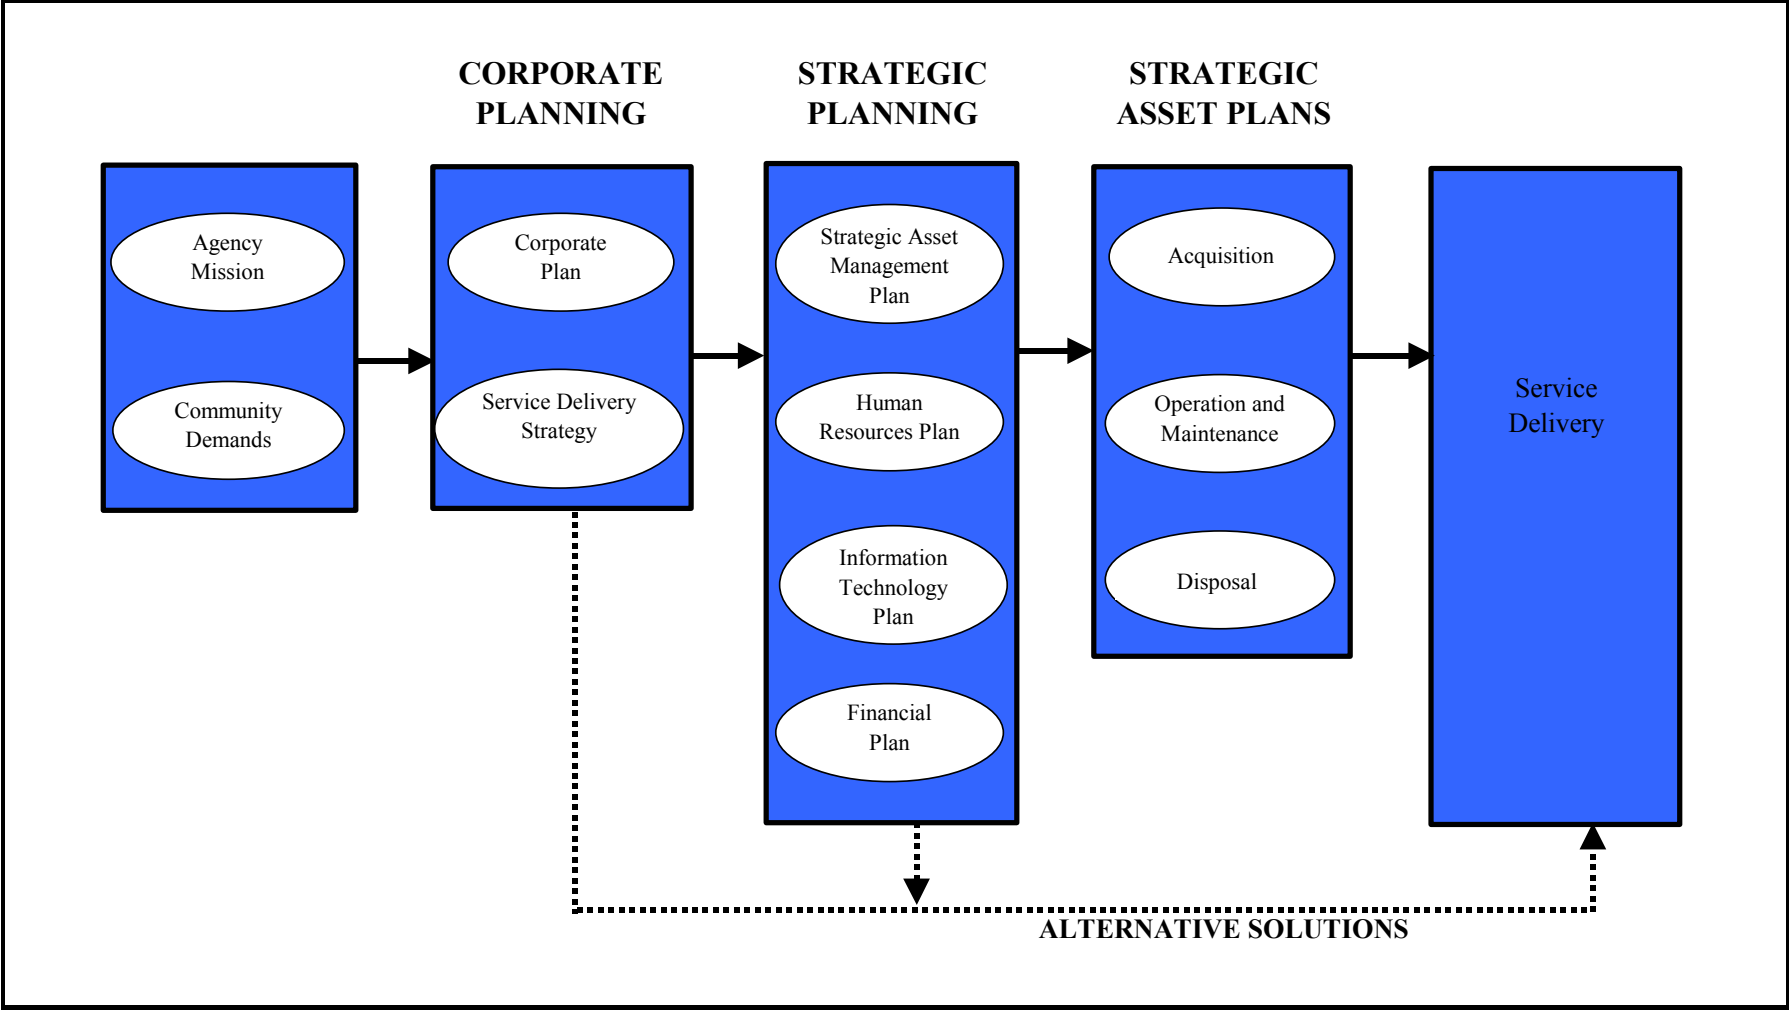 CORPORATE
PLANNING
STRATEGIC
PLANNING
STRATEGIC
ASSET PLANS
Agency
Mission
Community
Demands
Corporate
Plan
Service Delivery
Strategy
Strategic Asset
Management
Plan
Human
Resources Plan
Information
Technology
Plan
Financial
Plan
Acquisition
Operation and
Maintenance
Disposal
Service
Delivery
ALTERNATIVE SOLUTIONS